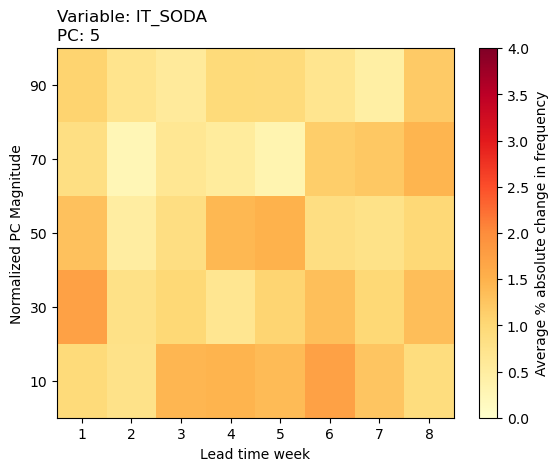 Variable: IT_SODA
PC: 5
90
70
50
30
10
Normalized PC Magnitude
1 2 3 4 5 6 7 8
Lead time week
4.0
3.5
3.0
2.5
2.0
1.5
1.0
0.5
0.0
Average % absolute change in frequency